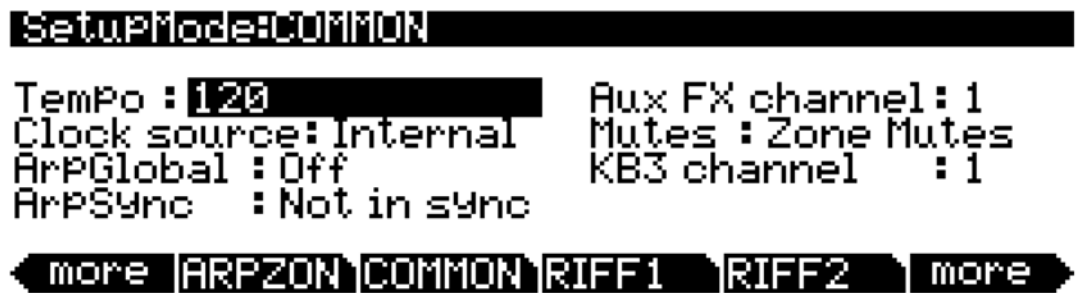 SetupMode:COMMON
Tempo :120 Aux FX channel:1
Clock source:Internal Mutes :Zone Mutes
ArpGlobal :Off KB3 channel :1
ArpSync :Not in sync
more ARPZON COMMON RIFF1 RIFF2 more